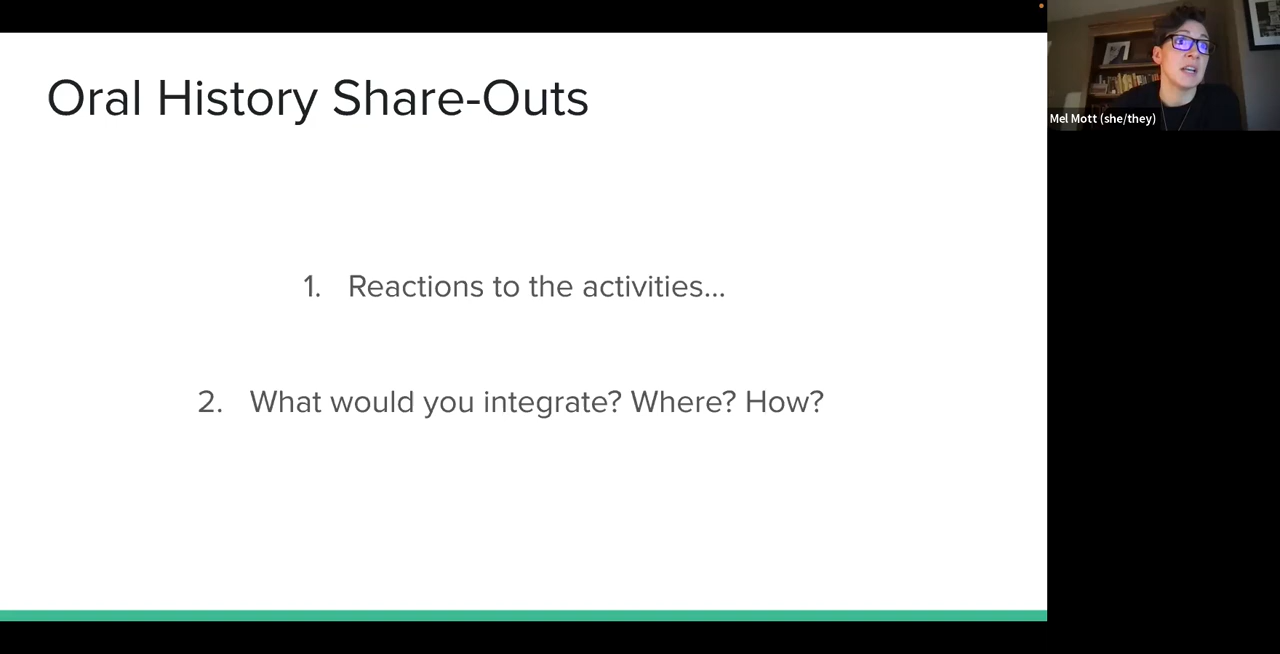 Oral History Share-Outs
Mel Mott (she/they)
1. Reactions to the activities...
2. What would you integrate? Where? How?